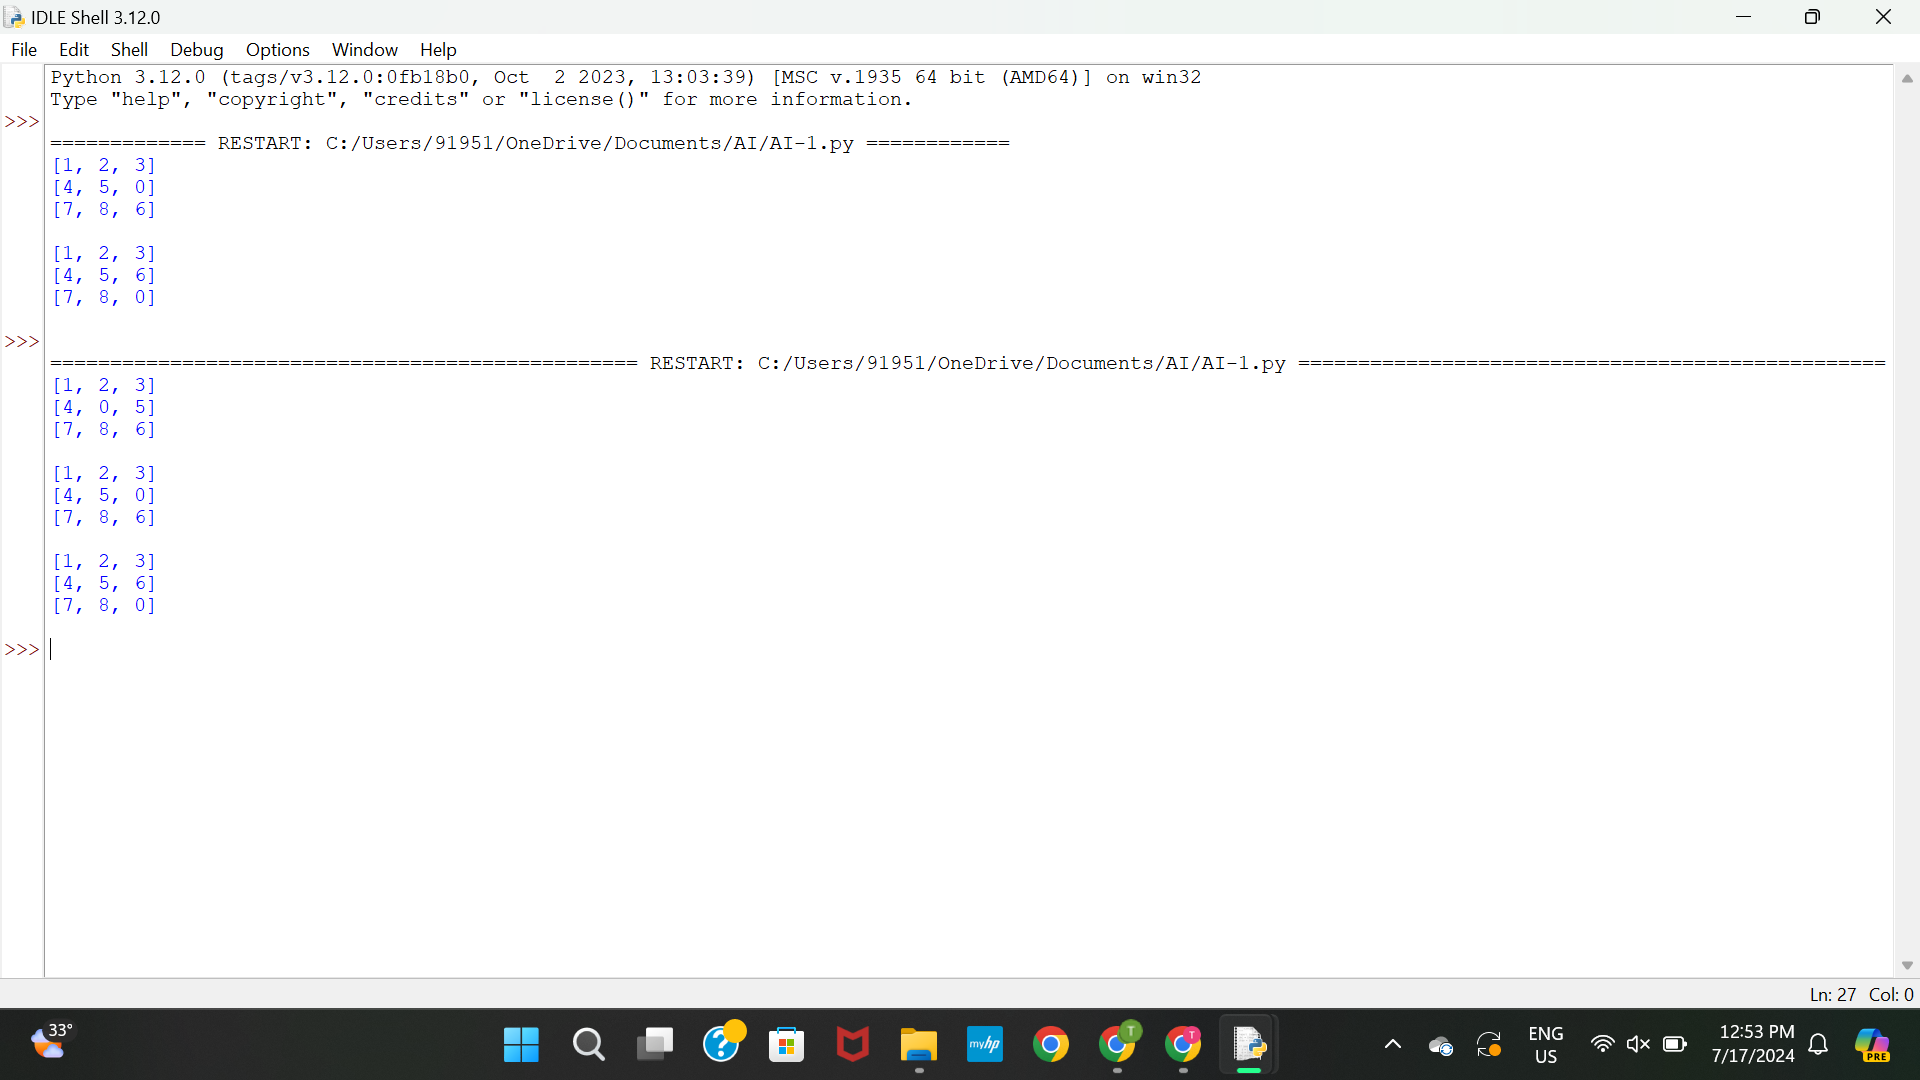 IDLE Shell 3.12.0
File Edit Shell Debug Options Window Help
Python 3.12.0 (tags/v3.12.0:0fb18b0, Oct  2 2023, 13:03:39) [MSC v.1935 64 bit (AMD64)] on win32
Type "help", "copyright", "credits" or "license()" for more information.
>>>
============= RESTART: C:/Users/91951/OneDrive/Documents/AI/AI-1.py ============
[1, 2, 3]
[4, 5, 0]
[7, 8, 6]
[1, 2, 3]
[4, 5, 6]
[7, 8, 0]
>>>
================================================= RESTART: C:/Users/91951/OneDrive/Documents/AI/AI-1.py =================================================
[1, 2, 3]
[4, 0, 5]
[7, 8, 6]
[1, 2, 3]
[4, 5, 0]
[7, 8, 6]
[1, 2, 3]
[4, 5, 6]
[7, 8, 0]
>>>
Ln: 27 Col: 0
33°
myhp
T
T
ENG
US
12:53 PM
7/17/2024
PRE